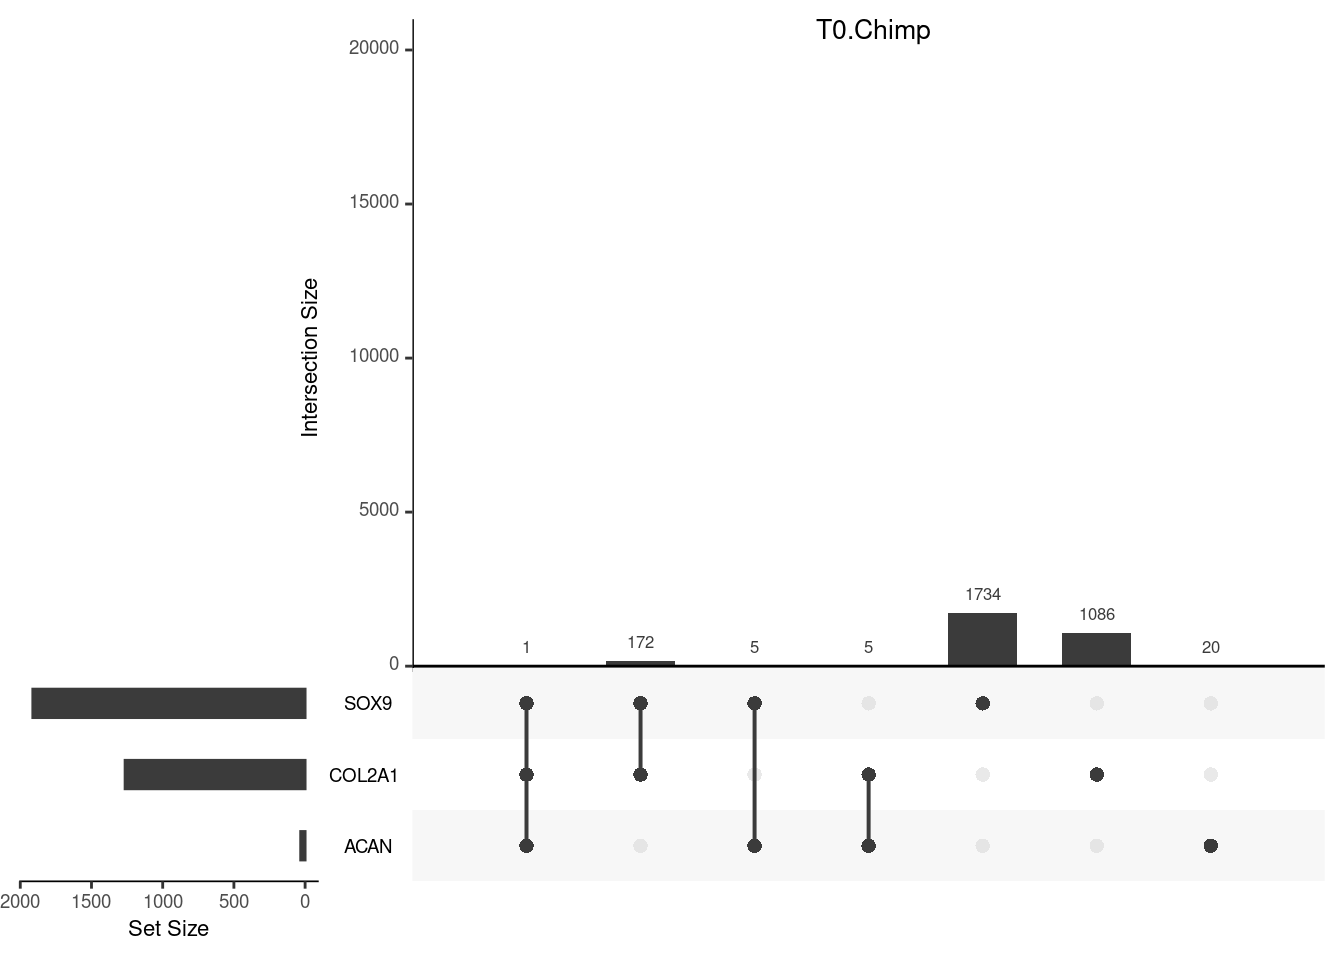 T0.Chimp
20000
15000
10000
5000
0
Intersection Size
1 172 5 5 1734 1086 20
SOX9
COL2A1
ACAN
2000 1500 1000 500 0
Set Size